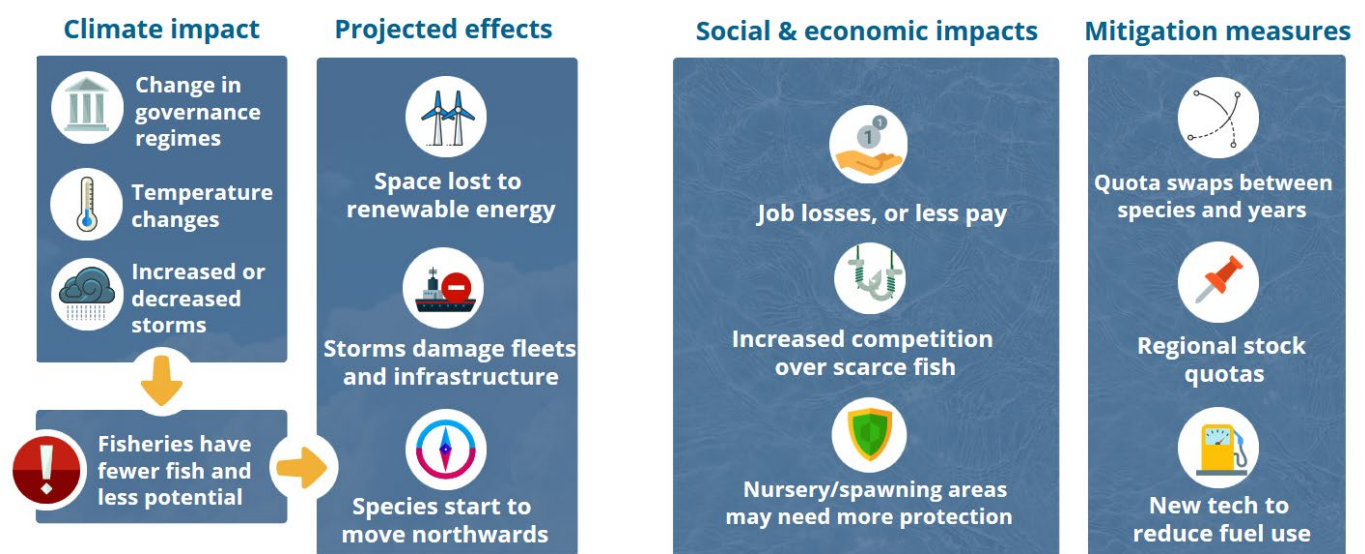 Climate impact
Change in
governance
regimes
Temperature
changes
Increased or
decreased
storms
Fisheries have
fewer fish and
less potential
Projected effects
Space lost to
renewable energy
Storms damage fleets
and infrastructure
Species start to
move northwards
Social & economic impacts
1
1
Job losses, or less pay
Increased competition
over scarce fish
Nursery/spawning areas
may need more protection
Mitigation measures
Quota swaps between
species and years
Regional stock
quotas
New tech to
reduce fuel use